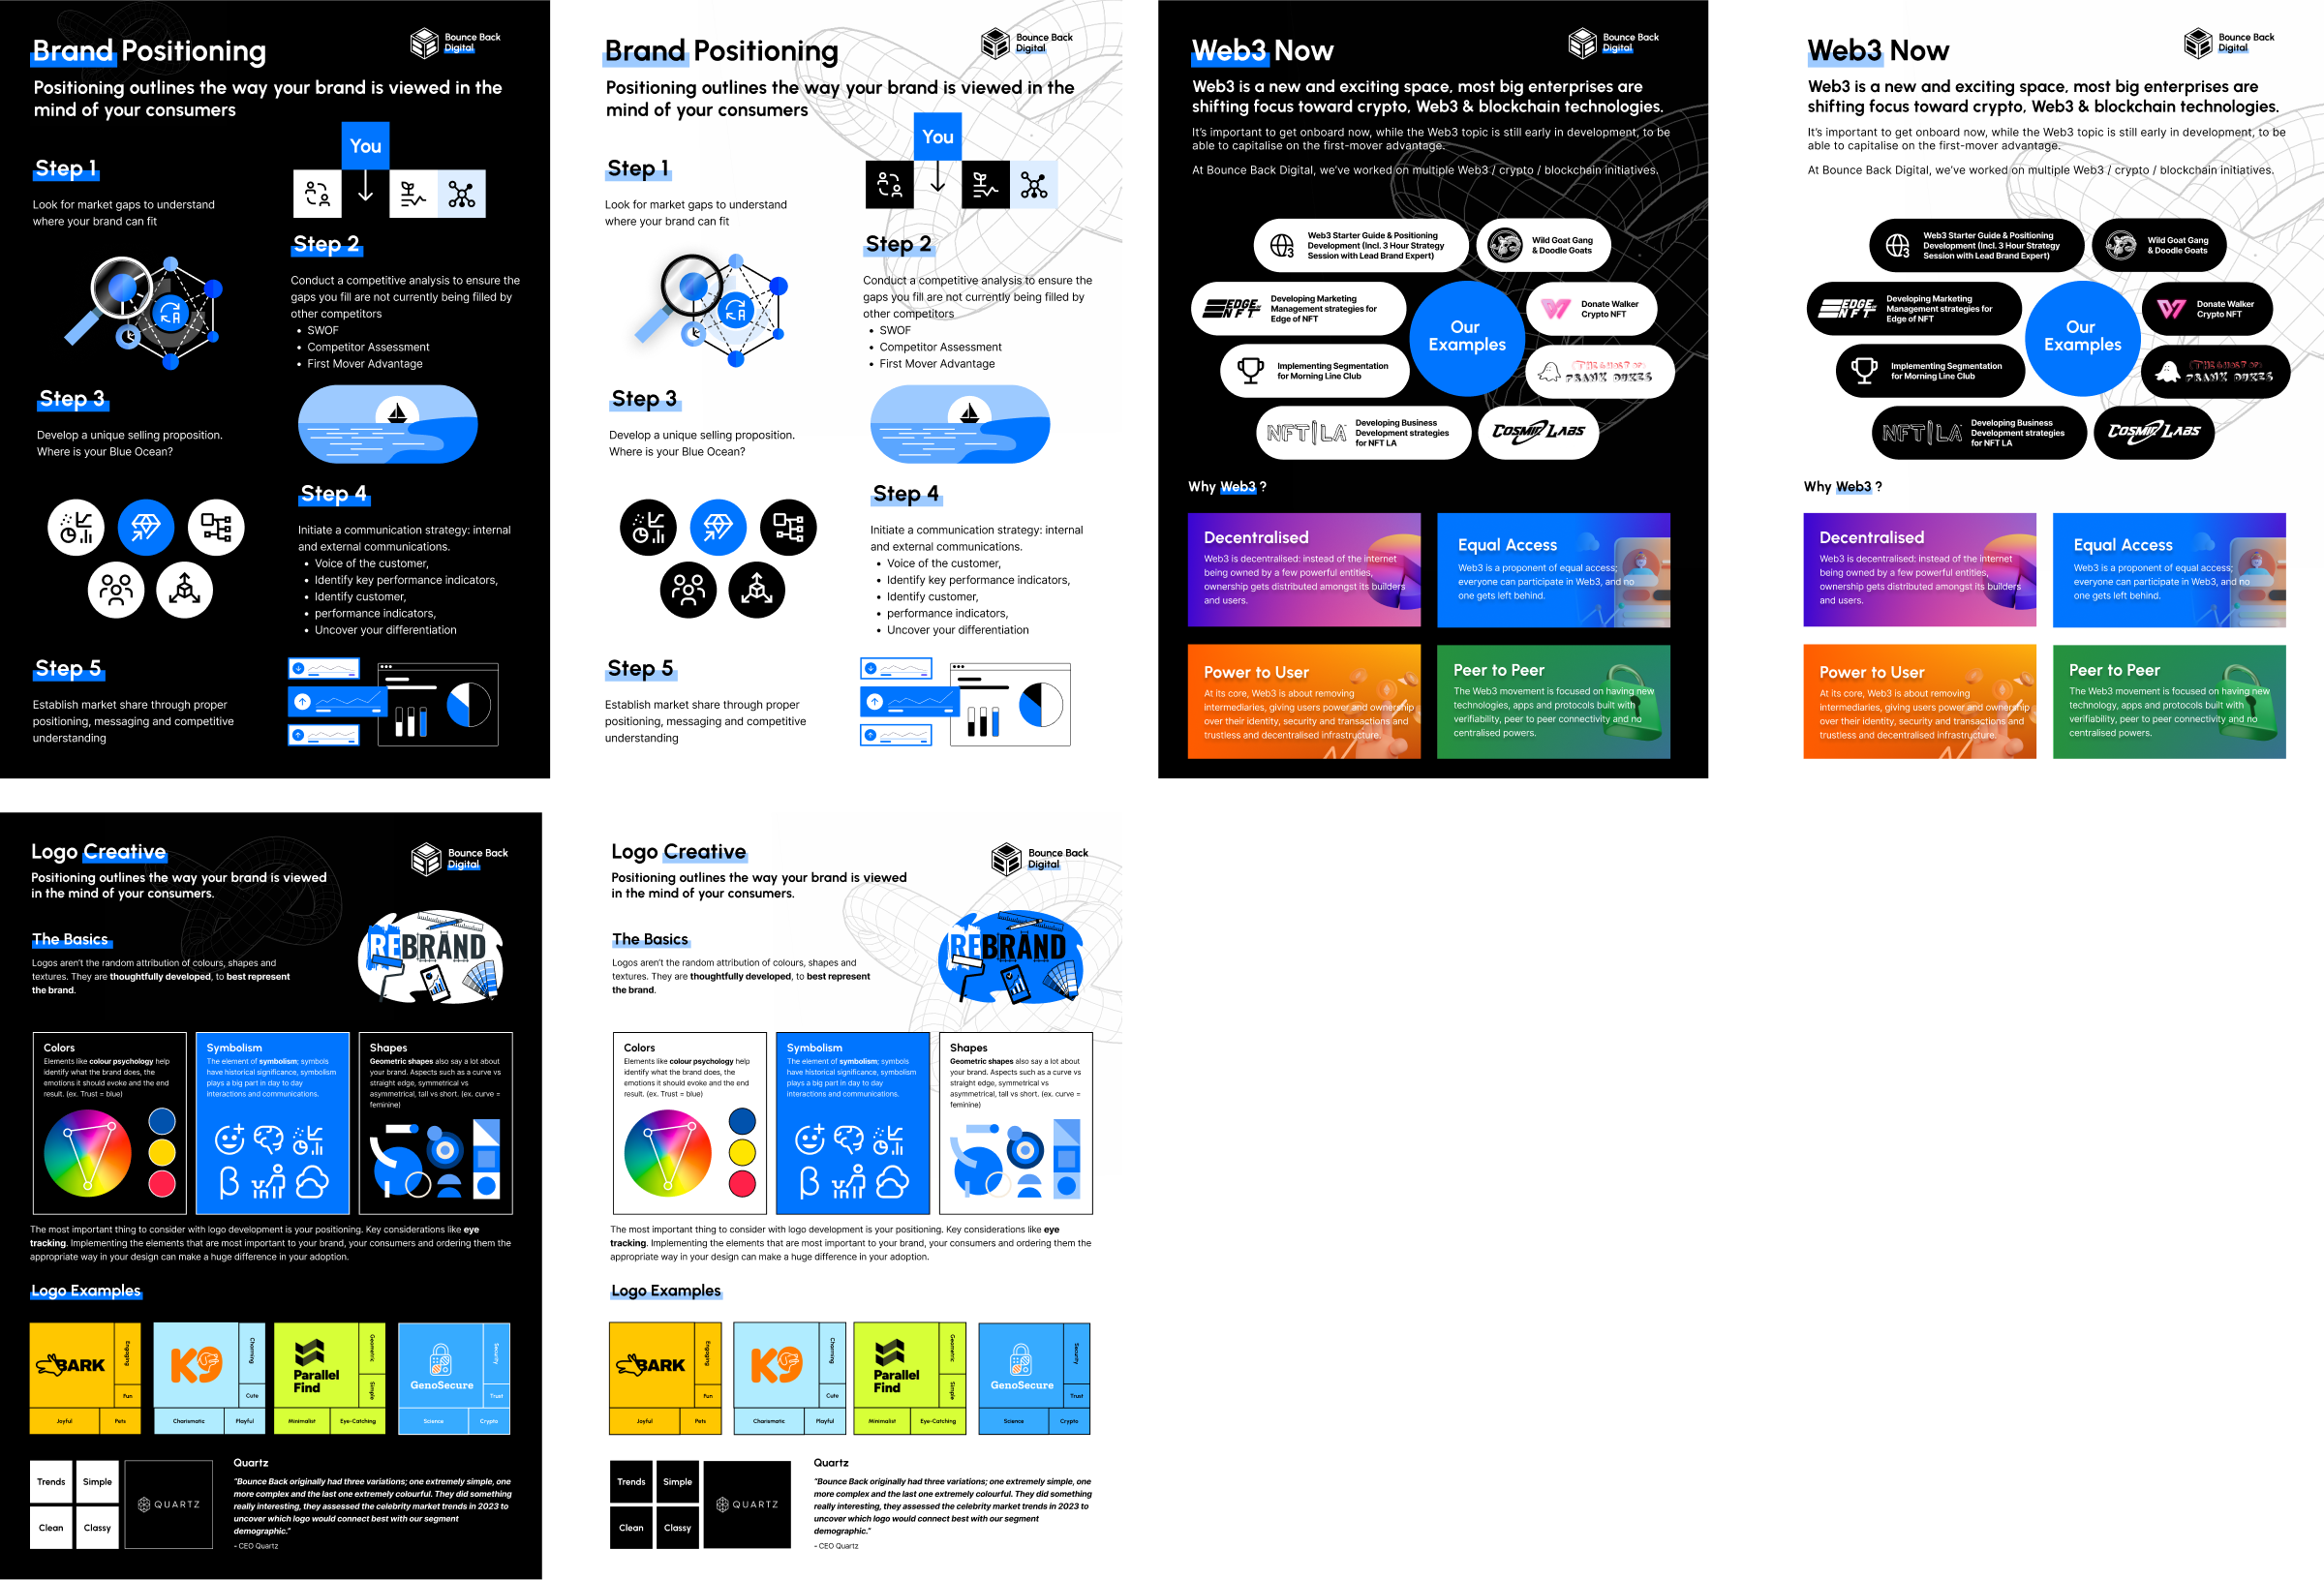 Brand Positioning
Bounce Back
Digital
Positioning outlines the way your brand is viewed in the
mind of your consumers
You
Step 1
Look for market gaps to understand
where your brand can fit
Step 2
Conduct a competitive analysis to ensure the
gaps you fill are not currently being filled by
other competitors
• SWOF
• Competitor Assessment
• First Mover Advantage
Step 3
Develop a unique selling proposition.
Where is your Blue Ocean?
Step 4
Initiate a communication strategy: internal
and external communications.
• Voice of the customer,
• Identify key performance indicators,
• Identify customer,
• performance indicators,
• Uncover your differentiation
Step 5
Establish market share through proper
positioning, messaging and competitive
understanding
Brand Positioning
Bounce Back
Digital
Positioning outlines the way your brand is viewed in the
mind of your consumers
You
Step 1
Look for market gaps to understand
where your brand can fit
Step 2
Conduct a competitive analysis to ensure the
gaps you fill are not currently being filled by
other competitors
• SWOF
• Competitor Assessment
• First Mover Advantage
Step 3
Develop a unique selling proposition.
Where is your Blue Ocean?
Step 4
Initiate a communication strategy: internal
and external communications.
• Voice of the customer,
• Identify key performance indicators,
• Identify customer,
• performance indicators,
• Uncover your differentiation
Step 5
Establish market share through proper
positioning, messaging and competitive
understanding
Web3 Now
Bounce Back
Digital
Web3 is a new and exciting space, most big enterprises are
shifting focus toward crypto, Web3 & blockchain technologies.
It's important to get onboard now, while the Web3 topic is still early in development, to be
able to capitalise on the first-mover advantage.
At Bounce Back Digital, we've worked on multiple Web3 / crypto / blockchain initiatives.
Web3 Starter Guide & Positioning
Development (Incl. 3 Hour Strategy
Session with Lead Brand Expert)
Wild Goat Gang
& Doodle Goats
EDGE
NFT
Developing Marketing
Management strategies for
Edge of NFT
Our
Examples
Donate Walker
Crypto NFT
Implementing Segmentation
for Morning Line Club
THE GHOST OF
FRANK DUKES
NFT|LA
Developing Business
Development strategies
for NFT LA
COSMIC LABS
Why Web3 ?
Decentralised
Web3 is decentralised: instead of the internet
being owned by a few powerful entities,
ownership gets distributed amongst its builders
and users.
Equal Access
Web3 is a proponent of equal access;
everyone can participate in Web3, and no
one gets left behind.
Power to User
At its core, Web3 is about removing
intermediaries, giving users power and ownership
over their identity, security and transactions and
trustless and decentralised infrastructure.
Peer to Peer
The Web3 movement is focused on having new
technologies, apps and protocols built with
verifiability, peer to peer connectivity and no
centralised powers.
Web3 Now
Bounce Back
Digital
Web3 is a new and exciting space, most big enterprises are
shifting focus toward crypto, Web3 & blockchain technologies.
It's important to get onboard now, while the Web3 topic is still early in development, to be
able to capitalise on the first-mover advantage.
At Bounce Back Digital, we've worked on multiple Web3 / crypto / blockchain initiatives.
Web3 Starter Guide & Positioning
Development (Incl. 3 Hour Strategy
Session with Lead Brand Expert)
Wild Goat Gang
& Doodle Goats
EDGE
NFT
Developing Marketing
Management strategies for
Edge of NFT
Our
Examples
Donate Walker
Crypto NFT
Implementing Segmentation
for Morning Line Club
THE GHOST OF
FRANK DUKES
NFT|LA
Developing Business
Development strategies
for NFT LA
COSMIC LABS
Why Web3 ?
Decentralised
Web3 is decentralised: instead of the internet
being owned by a few powerful entities,
ownership gets distributed amongst its builders
and users.
Equal Access
Web3 is a proponent of equal access;
everyone can participate in Web3, and no
one gets left behind.
Power to User
At its core, Web3 is about removing
intermediaries, giving users power and ownership
over their identity, security and transactions and
trustless and decentralised infrastructure.
Peer to Peer
The Web3 movement is focused on having new
technology, apps and protocols built with
verifiability, peer to peer connectivity and no
centralised powers.
Logo Creative
Bounce Back
Digital
Positioning outlines the way your brand is viewed
in the mind of your consumers.
The Basics
Logos aren't the random attribution of colours, shapes and
textures. They are thoughtfully developed, to best represent
the brand.
REBRAND
Colors
Elements like colour psychology help
identify what the brand does, the
emotions it should evoke and the end
result. (ex. Trust = blue)
Symbolism
The element of symbolism; symbols
have historical significance, symbolism
plays a big part in day to day
interactions and communications.
Shapes
Geometric shapes also say a lot about
your brand. Aspects such as a curve vs
straight edge, symmetrical vs
asymmetrical, tall vs short. (ex. curve =
feminine)
The most important thing to consider with logo development is your positioning. Key considerations like eye
tracking. Implementing the elements that are most important to your brand, your consumers and ordering them the
appropriate way in your design can make a huge difference in your adoption.
Logo Examples
BARK
Engaging
Fun
Joyful
Pets
K9
Charming
Cute
Charismatic
Playful
Parallel
Find
Geometric
Simple
Minimalist
Eye-Catching
GenoSecure
Security
Trust
Science
Crypto
Trends
Simple
Clean
Classy
QUARTZ
Quartz
"Bounce Back originally had three variations; one extremely simple, one
more complex and the last one extremely colourful. They did something
really interesting, they assessed the celebrity market trends in 2023 to
uncover which logo would connect best with our segment
demographic."
- CEO Quartz
Logo Creative
Bounce Back
Digital
Positioning outlines the way your brand is viewed
in the mind of your consumers.
The Basics
Logos aren't the random attribution of colours, shapes and
textures. They are thoughtfully developed, to best represent
the brand.
REBRAND
Colors
Elements like colour psychology help
identify what the brand does, the
emotions it should evoke and the end
result. (ex. Trust = blue)
Symbolism
The element of symbolism; symbols
have historical significance, symbolism
plays a big part in day to day
interactions and communications.
Shapes
Geometric shapes also say a lot about
your brand. Aspects such as a curve vs
straight edge, symmetrical vs
asymmetrical, tall vs short. (ex. curve =
feminine)
The most important thing to consider with logo development is your positioning. Key considerations like eye
tracking. Implementing the elements that are most important to your brand, your consumers and ordering them the
appropriate way in your design can make a huge difference in your adoption.
Logo Examples
BARK
Engaging
Fun
Joyful
Pets
K9
Charming
Cute
Charismatic
Playful
Parallel
Find
Geometric
Simple
Minimalist
Eye-Catching
GenoSecure
Security
Trust
Science
Crypto
Trends
Simple
Clean
Classy
QUARTZ
Quartz
"Bounce Back originally had three variations; one extremely simple, one
more complex and the last one extremely colourful. They did something
really interesting, they assessed the celebrity market trends in 2023 to
uncover which logo would connect best with our segment
demographic."
- CEO Quartz